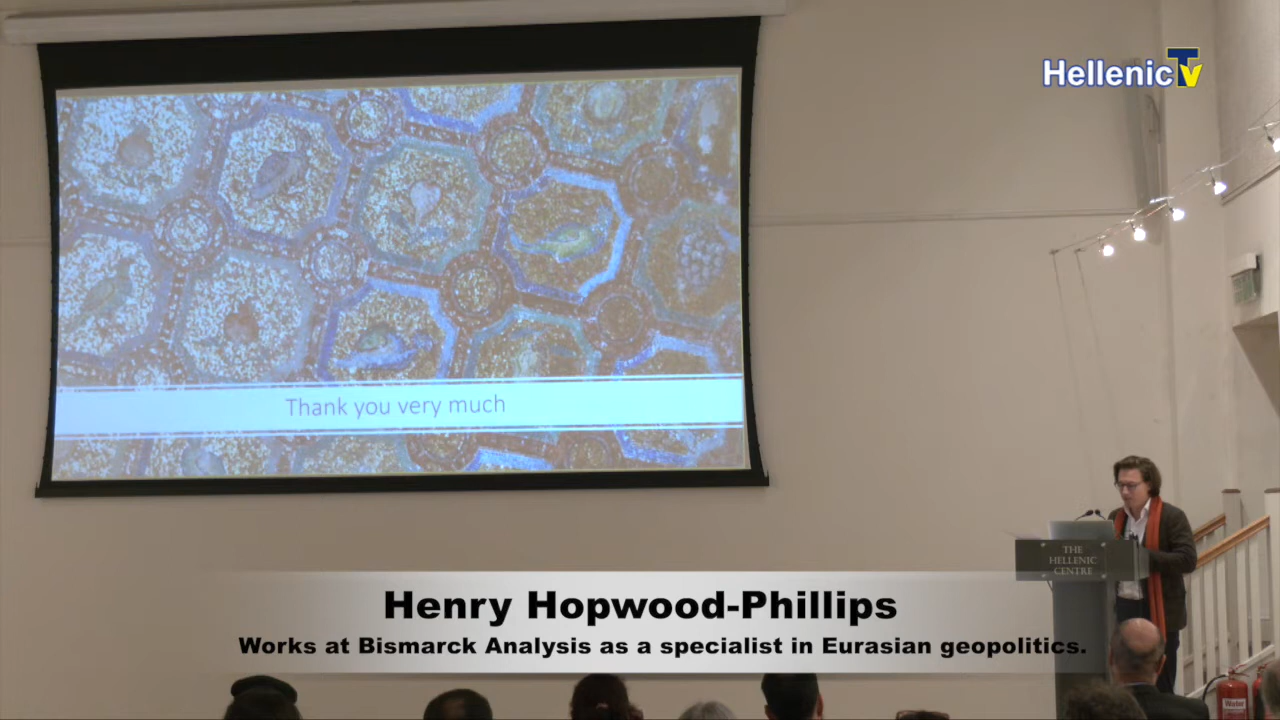 HellenicTv
Thank you very much
THE
HELLENIC
CENTRE
Henry Hopwood-Phillips
Works at Bismarck Analysis as a specialist in Eurasian geopolitics.
Water